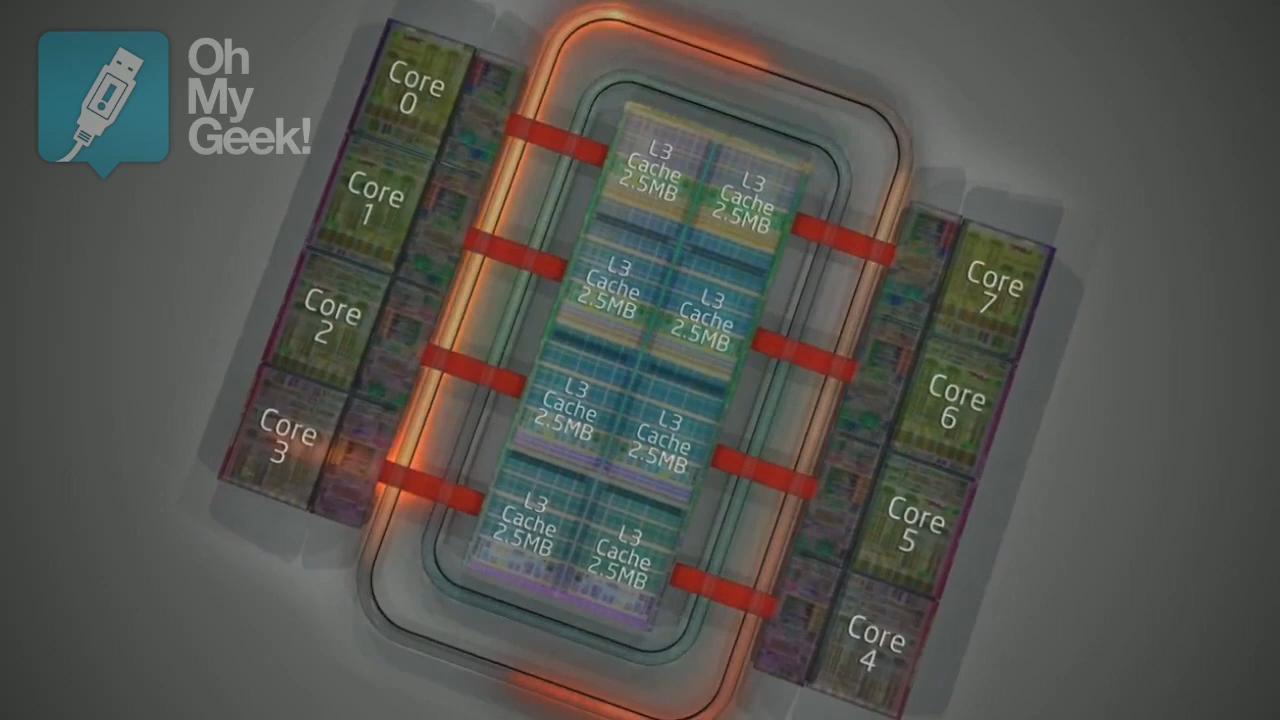 Oh
My
Geek!
Core
0
Core
1
Core
2
Core
3
L3
Cache
2.5MB
L3
Cache
2.5MB
L3
Cache
2.5MB
L3
Cache
2.5MB
L3
Cache
2.5MB
L3
Cache
2.5MB
L3
Cache
2.5MB
L3
Cache
2.5MB
Core
7
Core
6
Core
5
Core
4